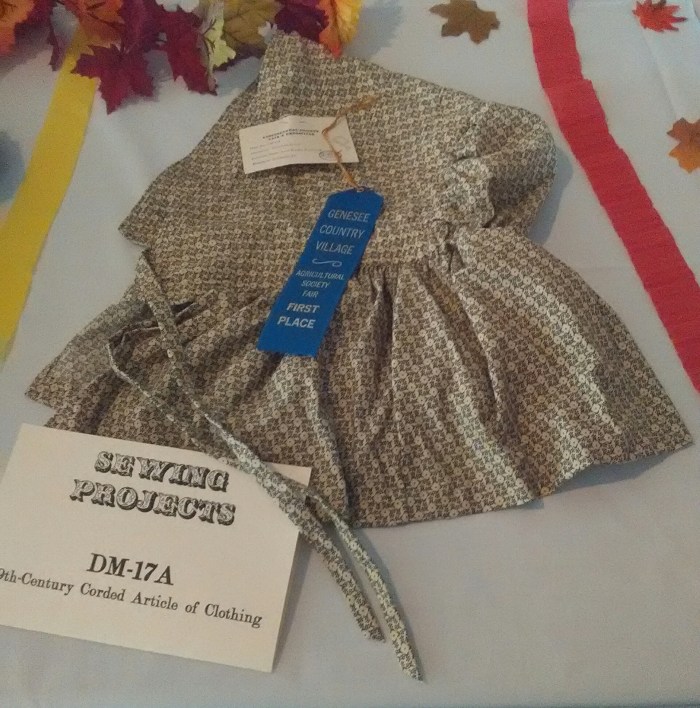 GENESEE
COUNTRY
VILLAGE
AGRICULTURAL
SOCIETY
FAIR
FIRST
PLACE
SEWING
PROJECTS
DM-17A
9th-Century Corded Article of Clothing